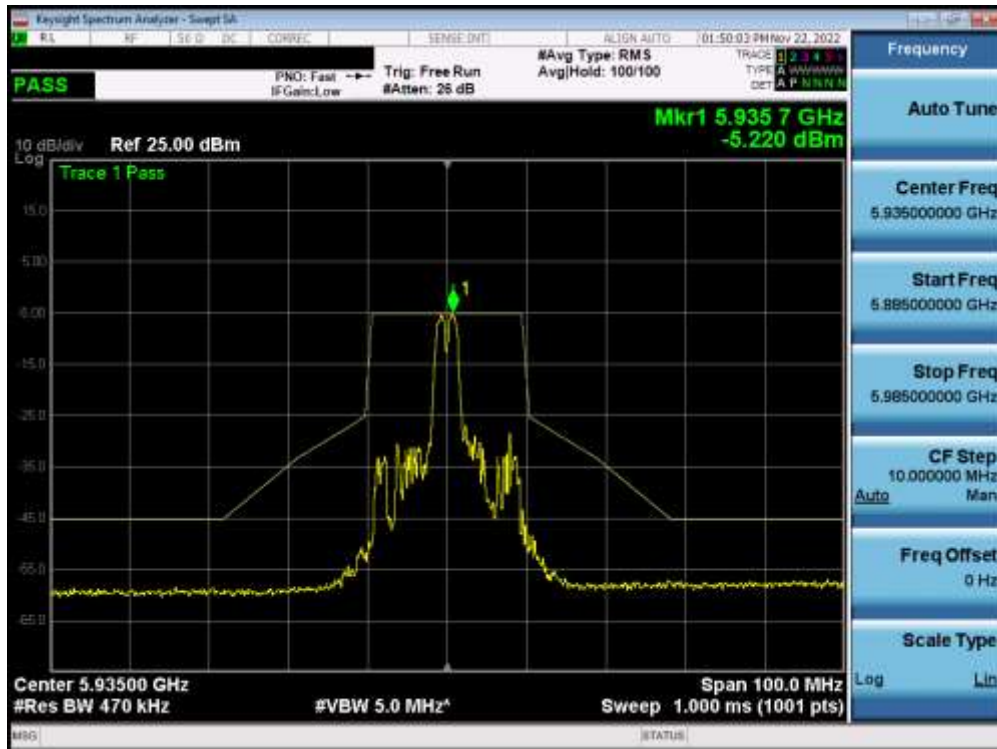 Keysight Spectrum Analyzer - Swept SA
RL RF 50 Ω DC CORREC SENSE:INT ALIGN AUTO 01:50:03 PM Nov 22, 2022
PASS
PNO: Fast
IFGain:Low
Trig: Free Run
#Atten: 26 dB
#Avg Type: RMS
Avg|Hold: 100/100
TRACE 1 2 3 4 5 6
TYPE A WWWWW
DET A P N N N N
Mkr1 5.935 7 GHz
-5.220 dBm
10 dB/div Ref 25.00 dBm
Log
Trace 1 Pass
15.0
5.00
1
-5.00
-15.0
-25.0
-35.0
-45.0
-55.0
-65.0
Center 5.93500 GHz Span 100.0 MHz
#Res BW 470 kHz #VBW 5.0 MHz* Sweep 1.000 ms (1001 pts)
MSG STATUS
Frequency
Auto Tune
Center Freq
5.935000000 GHz
Start Freq
5.885000000 GHz
Stop Freq
5.985000000 GHz
CF Step
10.000000 MHz
Auto Man
Freq Offset
0 Hz
Scale Type
Log Lin